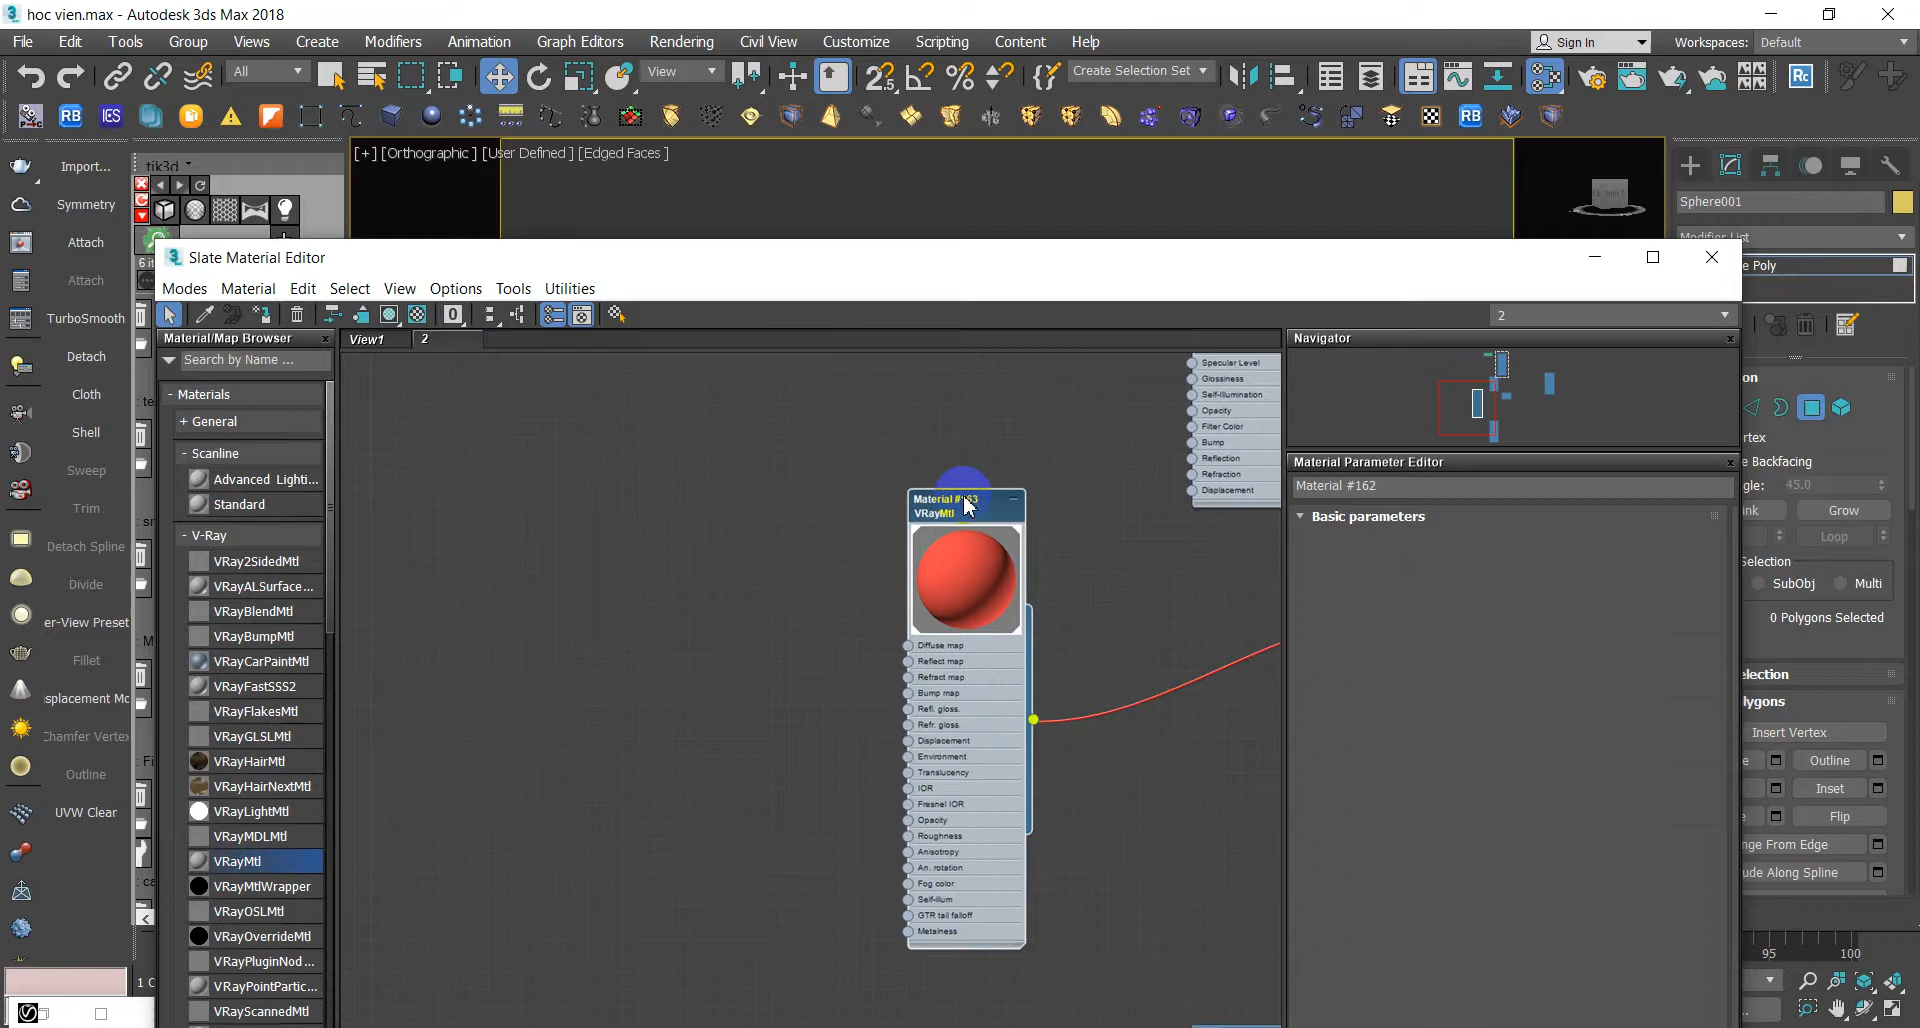 hoc vien.max - Autodesk 3ds Max 2018
File Edit Tools Group Views Create Modifiers Animation Graph Editors Rendering Civil View Customize Scripting Content Help
Sign In Workspaces: Default
All View Create Selection Set
[+] [Orthographic ] [User Defined ] [Edged Faces ]
tik3d
Import...
Symmetry
Attach
Attach
TurboSmooth
Detach
Cloth
Shell
Sweep
Trim
Detach Spline
Divide
er-View Preset
Fillet
splacement Mc
Chamfer Vertex
Outline
UVW Clear
Slate Material Editor
Modes Material Edit Select View Options Tools Utilities
2
Material/Map Browser
Search by Name ...
- Materials
+ General
- Scanline
Advanced Lighti...
Standard
- V-Ray
VRay2SidedMtl
VRayALSurface...
VRayBlendMtl
VRayBumpMtl
VRayCarPaintMtl
VRayFastSSS2
VRayFlakesMtl
VRayGLSLMtl
VRayHairMtl
VRayHairNextMtl
VRayLightMtl
VRayMDLMtl
VRayMtl
VRayMtlWrapper
VRayOSLMtl
VRayOverrideMtl
VRayPluginNod...
VRayPointPartic...
VRayScannedMtl
View1 2
Specular Level
Glossiness
Self-Illumination
Opacity
Filter Color
Bump
Reflection
Refraction
Displacement
Material #163
VRayMtl
Diffuse map
Reflect map
Refract map
Bump map
Refl. gloss.
Refr. gloss.
Displacement
Environment
Translucency
IOR
Fresnel IOR
Opacity
Roughness
Anisotropy
An. rotation
Fog color
Self-illum
GTR tail falloff
Metalness
Navigator
Material Parameter Editor
Material #162
Basic parameters
Sphere001
Modifier List
e Poly
on
rtex
e Backfacing
gle: 45.0
ink Grow
Loop
Selection
SubObj Multi
0 Polygons Selected
election
lygons
Insert Vertex
e Outline
Inset
e Flip
nge From Edge
ude Along Spline
95 100